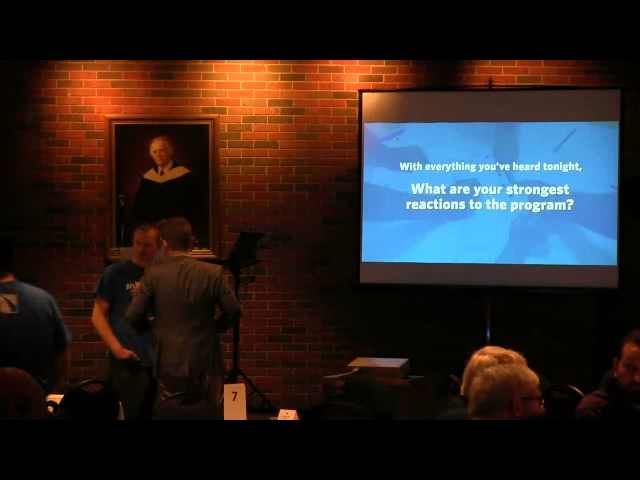 With everything you've heard tonight,
What are your strongest
reactions to the program?
7